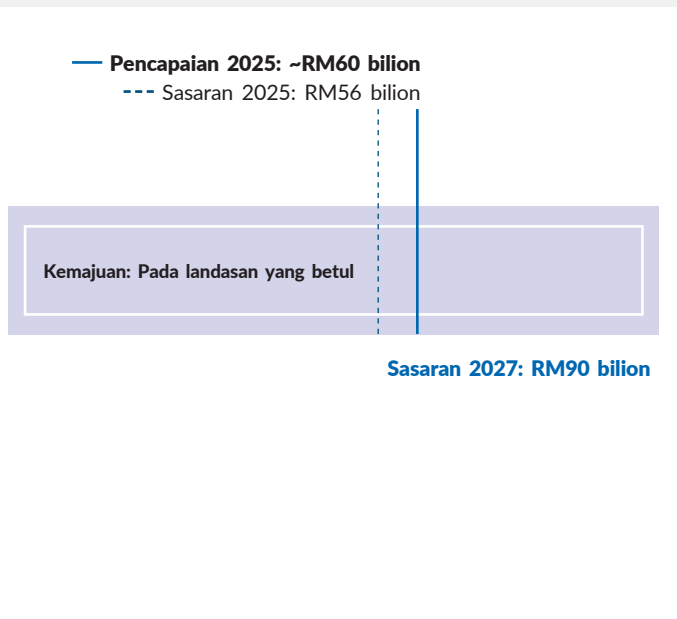 Pencapaian 2025: ~RM60 bilion
Sasaran 2025: RM56 bilion
Kemajuan: Pada landasan yang betul
Sasaran 2027: RM90 bilion